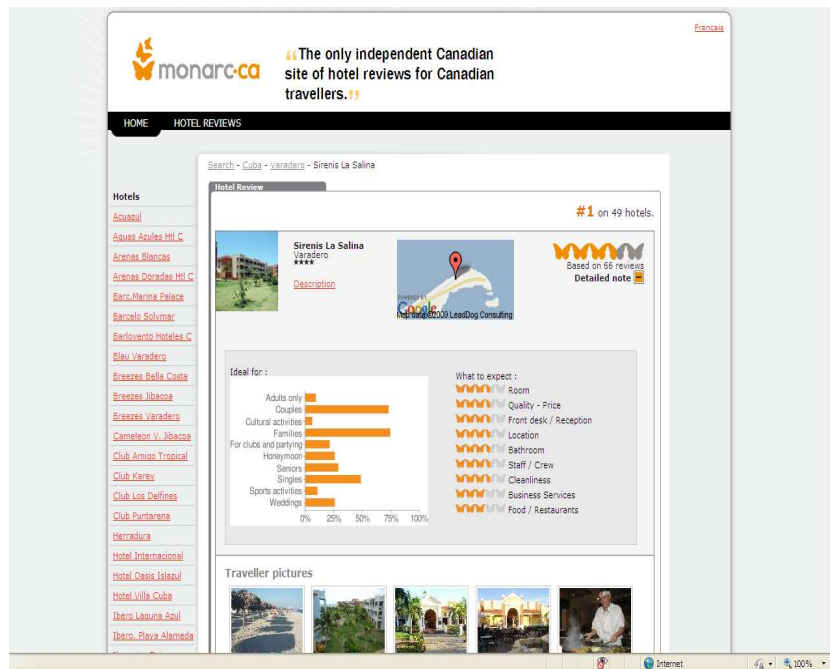 Francais
monarc·ca
“The only independent Canadian
site of hotel reviews for Canadian
travellers.”
HOME HOTEL REVIEWS
Search - Cuba - Varadero - Sirenis La Salina
Hotels
Acuazul
Aguas Azules Htl C
Arenas Blancas
Arenas Doradas Htl C
Barc.Marina Palace
Barcelo Solymar
Barlovento Hoteles C
Blau Varadero
Breezes Bella Costa
Breezes Jibacoa
Breezes Varadero
Cameleon V. Jibacoa
Club Amigo Tropical
Club Karey
Club Los Delfines
Club Puntarena
Herradura
Hotel Internacional
Hotel Oasis Islazul
Hotel Villa Cuba
Ibero Laguna Azul
Ibero. Playa Alameda
Hotel Review
#1 on 49 hotels.
Sirenis La Salina
Varadero
****
Description
POWERED BY
Google
Map data ©2009 LeadDog Consulting
Based on 66 reviews
Detailed note
Ideal for :
Adults only
Couples
Cultural activities
Families
For clubs and partying
Honeymoon
Seniors
Singles
Sports activities
Weddings
0% 25% 50% 75% 100%
What to expect :
Room
Quality - Price
Front desk / Reception
Location
Bathroom
Staff / Crew
Cleanliness
Business Services
Food / Restaurants
Traveller pictures
Internet
100%